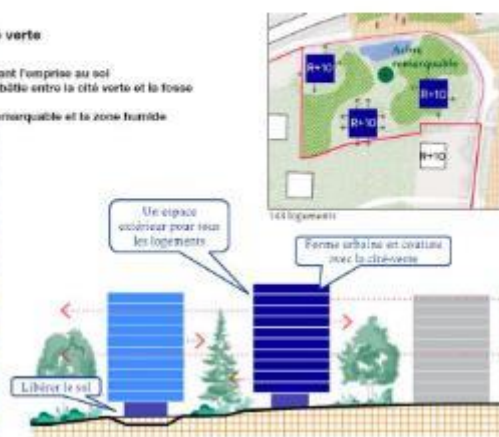 verte
ant l'emprise au sol
bâtie entre la cité verte et la fosse
emarquable et la zone humide
Arbre
remarquable
R+10
R+10
R+10
R+10
144 logements
Un espace
extérieur pour tous
les logements
Forme urbaine en couture
avec la cité-verte
Libérer le sol